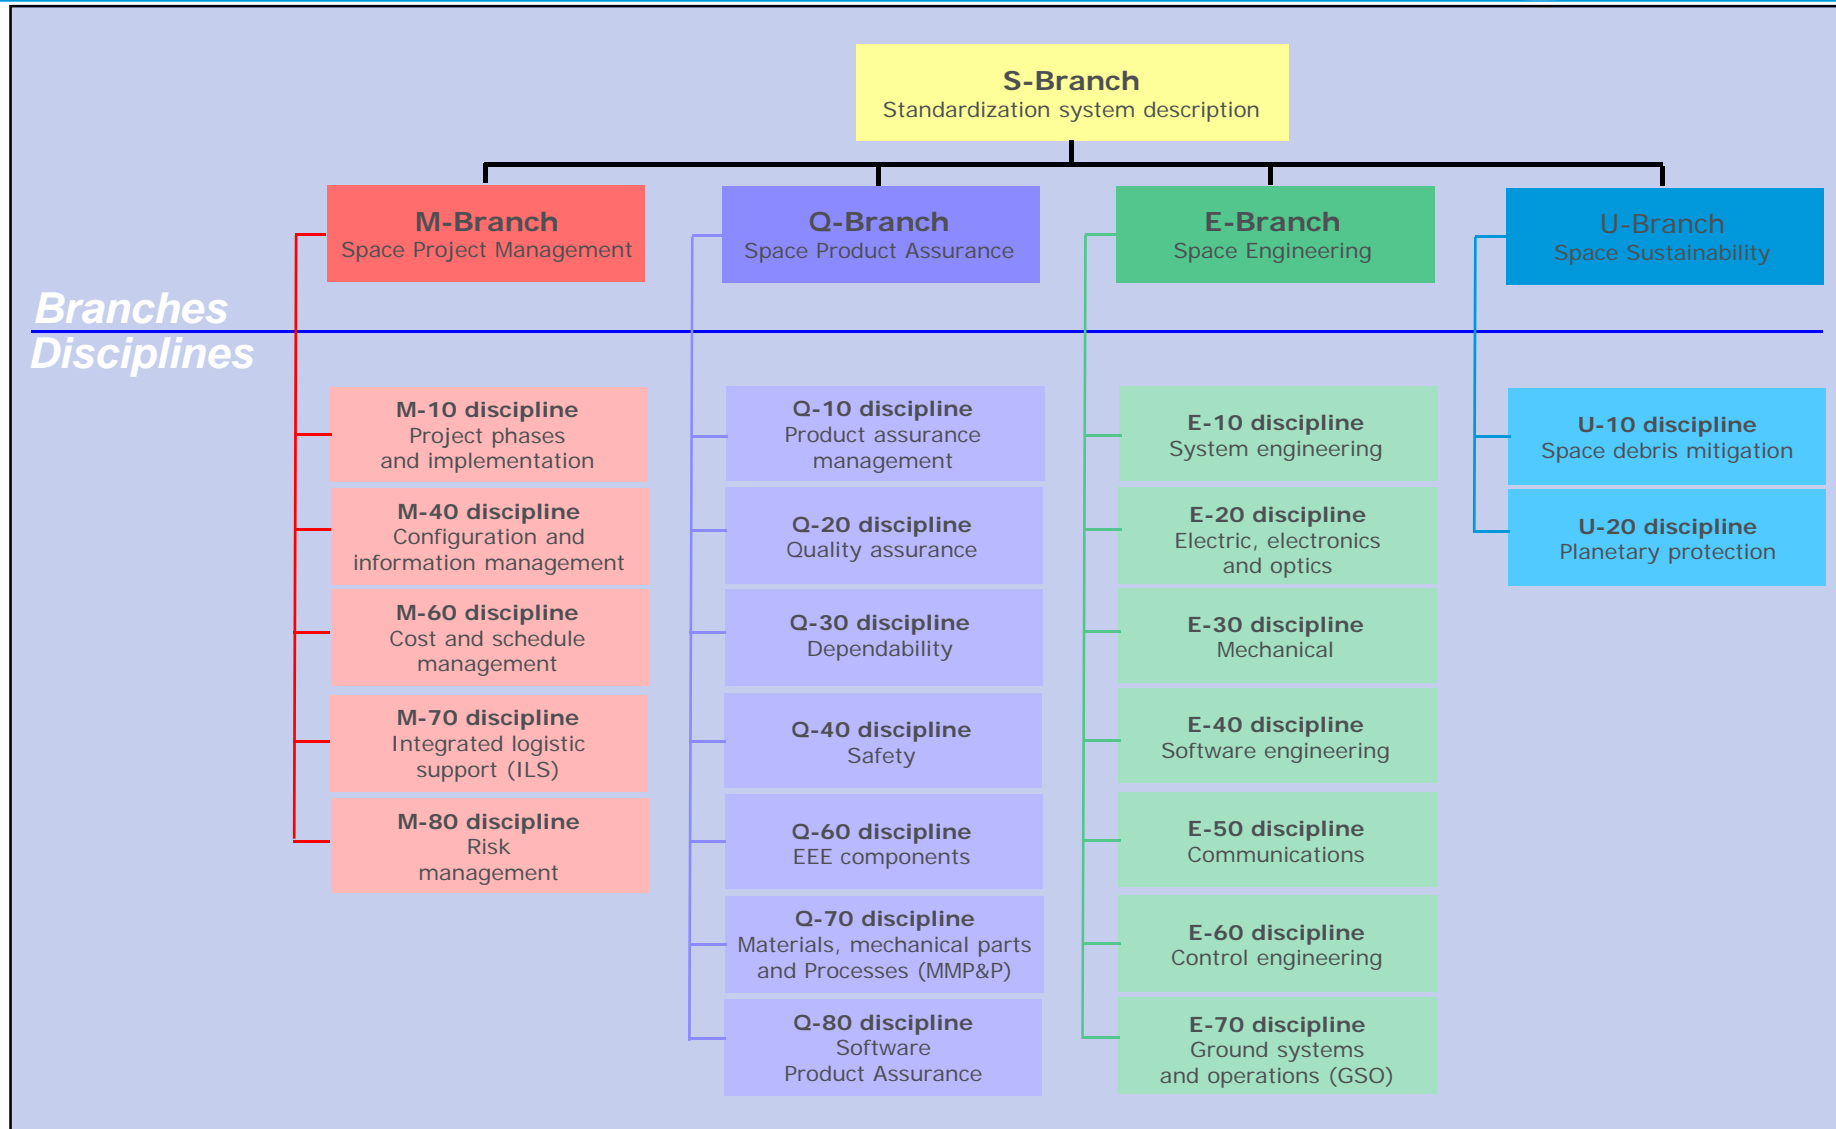 S-Branch
Standardization system description
M-Branch
Space Project Management
Q-Branch
Space Product Assurance
E-Branch
Space Engineering
U-Branch
Space Sustainability
Branches
Disciplines
M-10 discipline
Project phases
and implementation
M-40 discipline
Configuration and
information management
M-60 discipline
Cost and schedule
management
M-70 discipline
Integrated logistic
support (ILS)
M-80 discipline
Risk
management
Q-10 discipline
Product assurance
management
Q-20 discipline
Quality assurance
Q-30 discipline
Dependability
Q-40 discipline
Safety
Q-60 discipline
EEE components
Q-70 discipline
Materials, mechanical parts
and Processes (MMP&P)
Q-80 discipline
Software
Product Assurance
E-10 discipline
System engineering
E-20 discipline
Electric, electronics
and optics
E-30 discipline
Mechanical
E-40 discipline
Software engineering
E-50 discipline
Communications
E-60 discipline
Control engineering
E-70 discipline
Ground systems
and operations (GSO)
U-10 discipline
Space debris mitigation
U-20 discipline
Planetary protection